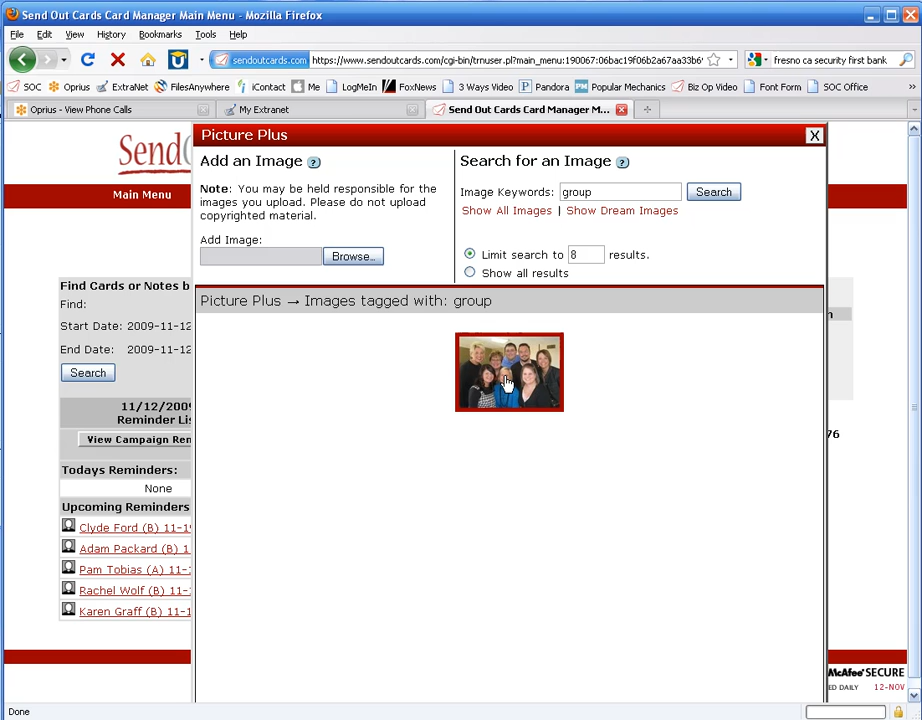 Send Out Cards Card Manager Main Menu - Mozilla Firefox
File Edit View History Bookmarks Tools Help
sendoutcards.com https://www.sendoutcards.com/cgi-bin/trnuser.pl?main_menu:190067:06bac19f06b2a67aa33b6 fresno ca security first bank
SOC Oprius ExtraNet FilesAnywhere iContact Me LogMeIn FoxNews 3 Ways Video Pandora Popular Mechanics Biz Op Video Font Form SOC Office
Oprius - View Phone Calls My Extranet Send Out Cards Card Manager M...
Picture Plus X
Send
Main Menu
Add an Image ? Search for an Image ?
Note: You may be held responsible for the
images you upload. Please do not upload
copyrighted material.
Image Keywords: group Search
Show All Images | Show Dream Images
Add Image:
Browse...
Limit search to 8 results.
Show all results
Picture Plus → Images tagged with: group
Find Cards or Notes b
Find:
Start Date: 2009-11-12
End Date: 2009-11-12
Search
11/12/2009
Reminder Lis
View Campaign Ren
Todays Reminders:
None
Upcoming Reminders
Clyde Ford (B) 11-1
Adam Packard (B) 1
Pam Tobias (A) 11-
Rachel Wolf (B) 11-
Karen Graff (B) 11-1
n
76
McAfee SECURE
ED DAILY 12-NOV
Done